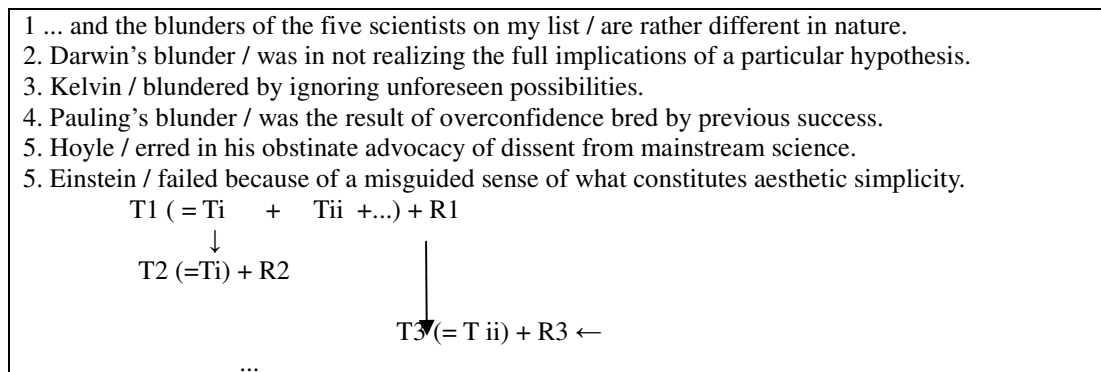 1 ... and the blunders of the five scientists on my list / are rather different in nature.
2. Darwin’s blunder / was in not realizing the full implications of a particular hypothesis.
3. Kelvin / blundered by ignoring unforeseen possibilities.
4. Pauling’s blunder / was the result of overconfidence bred by previous success.
5. Hoyle / erred in his obstinate advocacy of dissent from mainstream science.
5. Einstein / failed because of a misguided sense of what constitutes aesthetic simplicity.
T1 ( = Ti + Tii +...) + R1
↓
T2 (=Ti) + R2
T3 (= T ii) + R3 ←
...